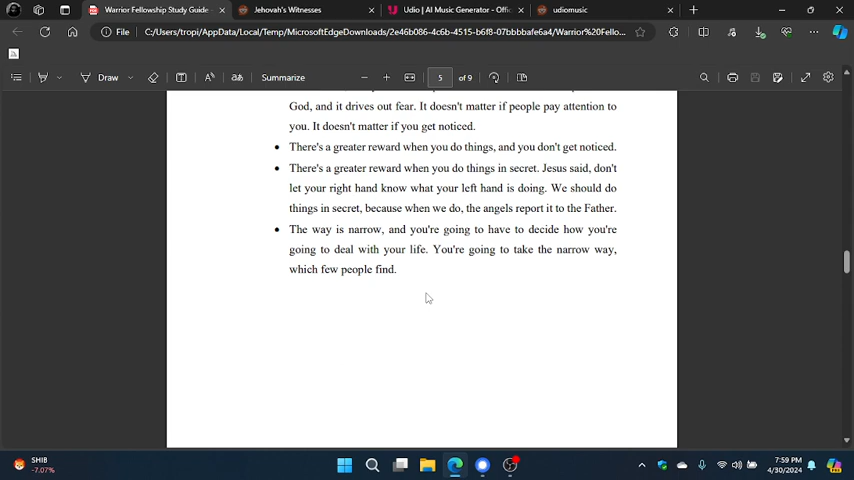 Warrior Fellowship Study Guide -
Jehovah's Witnesses
Udio | AI Music Generator - Offic
udiomusic
File
C:/Users/tropi/AppData/Local/Temp/MicrosoftEdgeDownloads/2e46b086-4c6b-4515-b6f8-07bbbbafe6a4/Warrior%20Fello...
Draw
Summarize
5 of 9
God, and it drives out fear. It doesn't matter if people pay attention to
you. It doesn't matter if you get noticed.
• There's a greater reward when you do things, and you don't get noticed.
• There's a greater reward when you do things in secret. Jesus said, don't
let your right hand know what your left hand is doing. We should do
things in secret, because when we do, the angels report it to the Father.
• The way is narrow, and you're going to have to decide how you're
going to deal with your life. You're going to take the narrow way,
which few people find.
SHIB
-7.07%
7:59 PM
4/30/2024